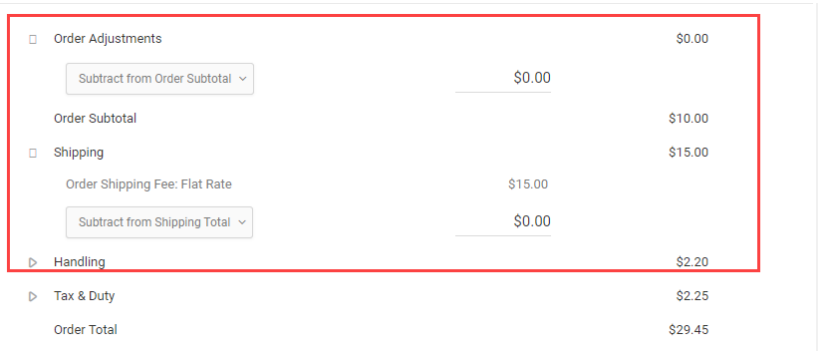 Order Adjustments $0.00
Subtract from Order Subtotal $0.00
Order Subtotal $10.00
Shipping $15.00
Order Shipping Fee: Flat Rate $15.00
Subtract from Shipping Total $0.00
Handling $2.20
Tax & Duty $2.25
Order Total $29.45